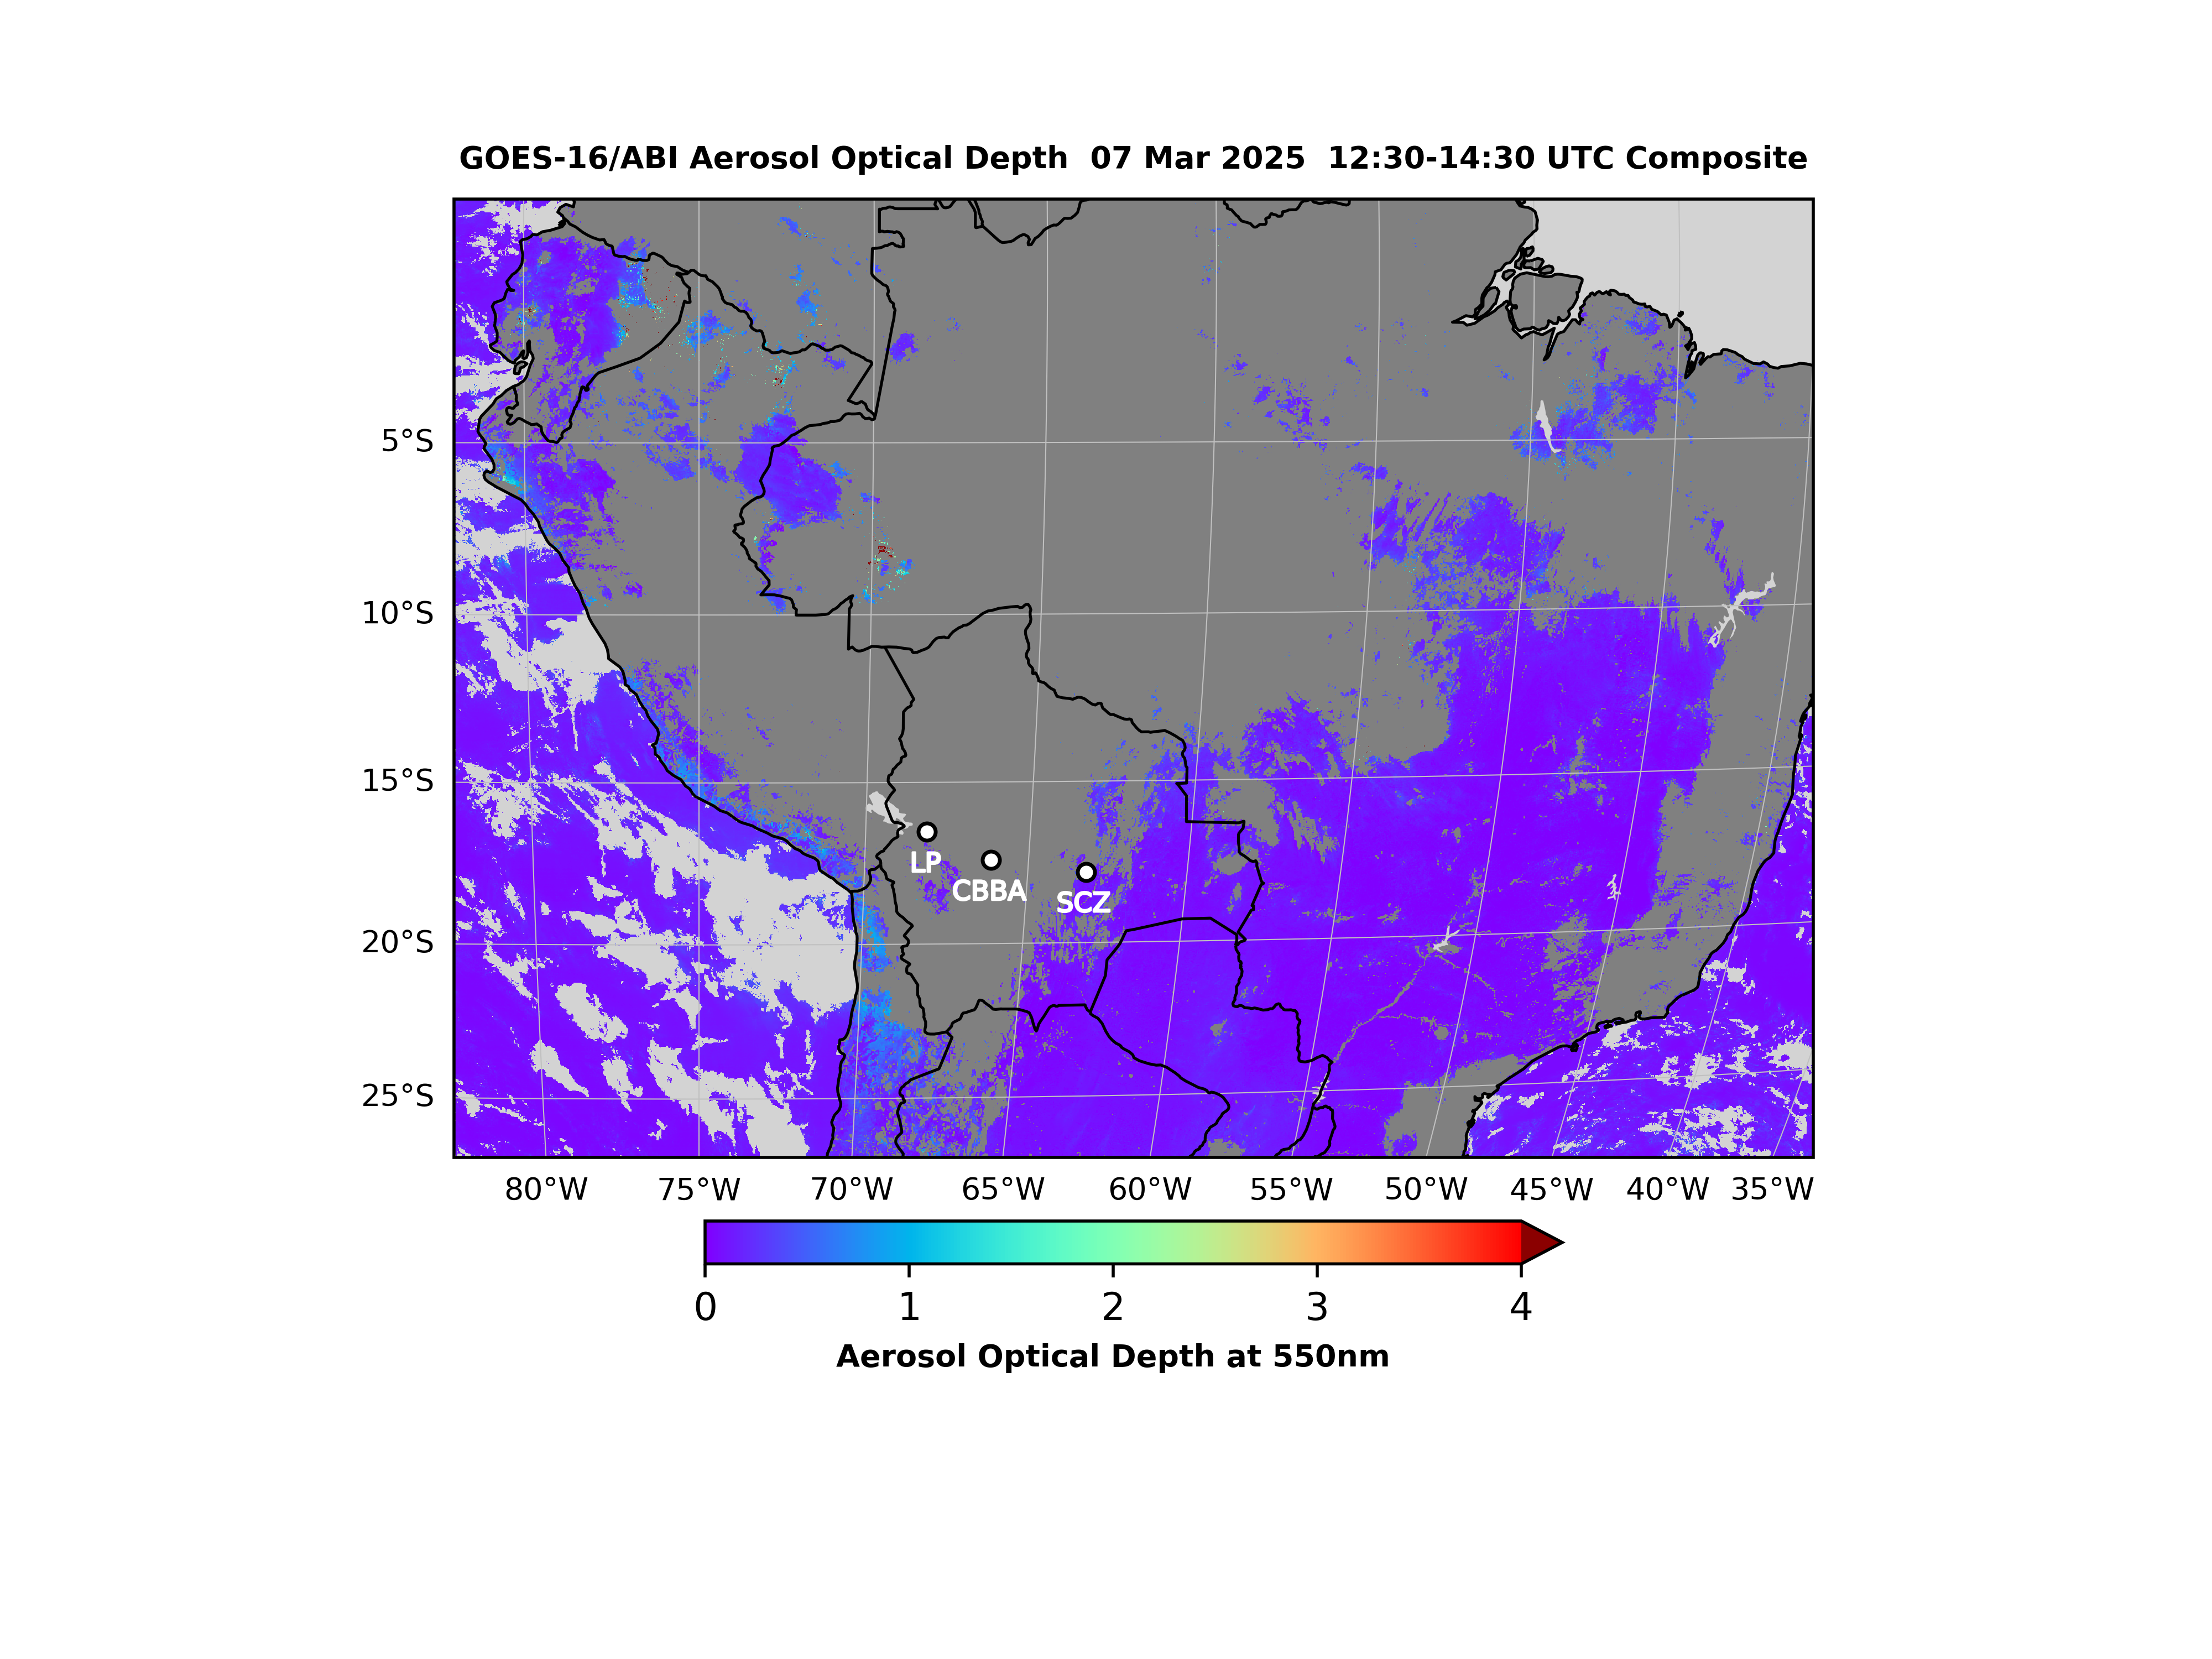 GOES-16/ABI Aerosol Optical Depth  07 Mar 2025  12:30-14:30 UTC Composite
5°S
10°S
15°S
20°S
25°S
LP
CBBA
SCZ
80°W 75°W 70°W 65°W 60°W 55°W 50°W 45°W 40°W 35°W
0 1 2 3 4
Aerosol Optical Depth at 550nm